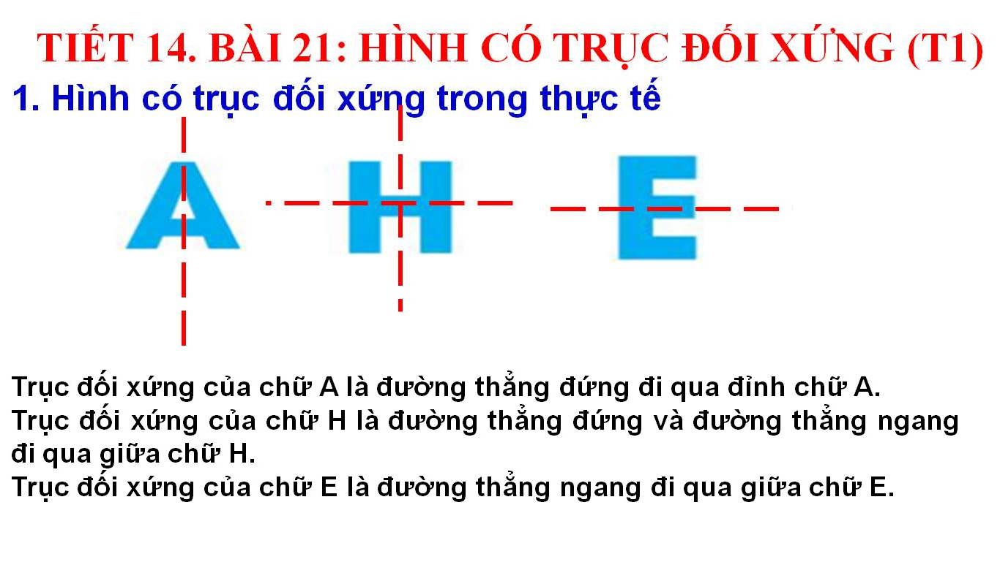 TIẾT 14. BÀI 21: HÌNH CÓ TRỤC ĐỐI XỨNG (T1)
1. Hình có trục đối xứng trong thực tế
A H E
Trục đối xứng của chữ A là đường thẳng đứng đi qua đỉnh chữ A.
Trục đối xứng của chữ H là đường thẳng đứng và đường thẳng ngang
đi qua giữa chữ H.
Trục đối xứng của chữ E là đường thẳng ngang đi qua giữa chữ E.